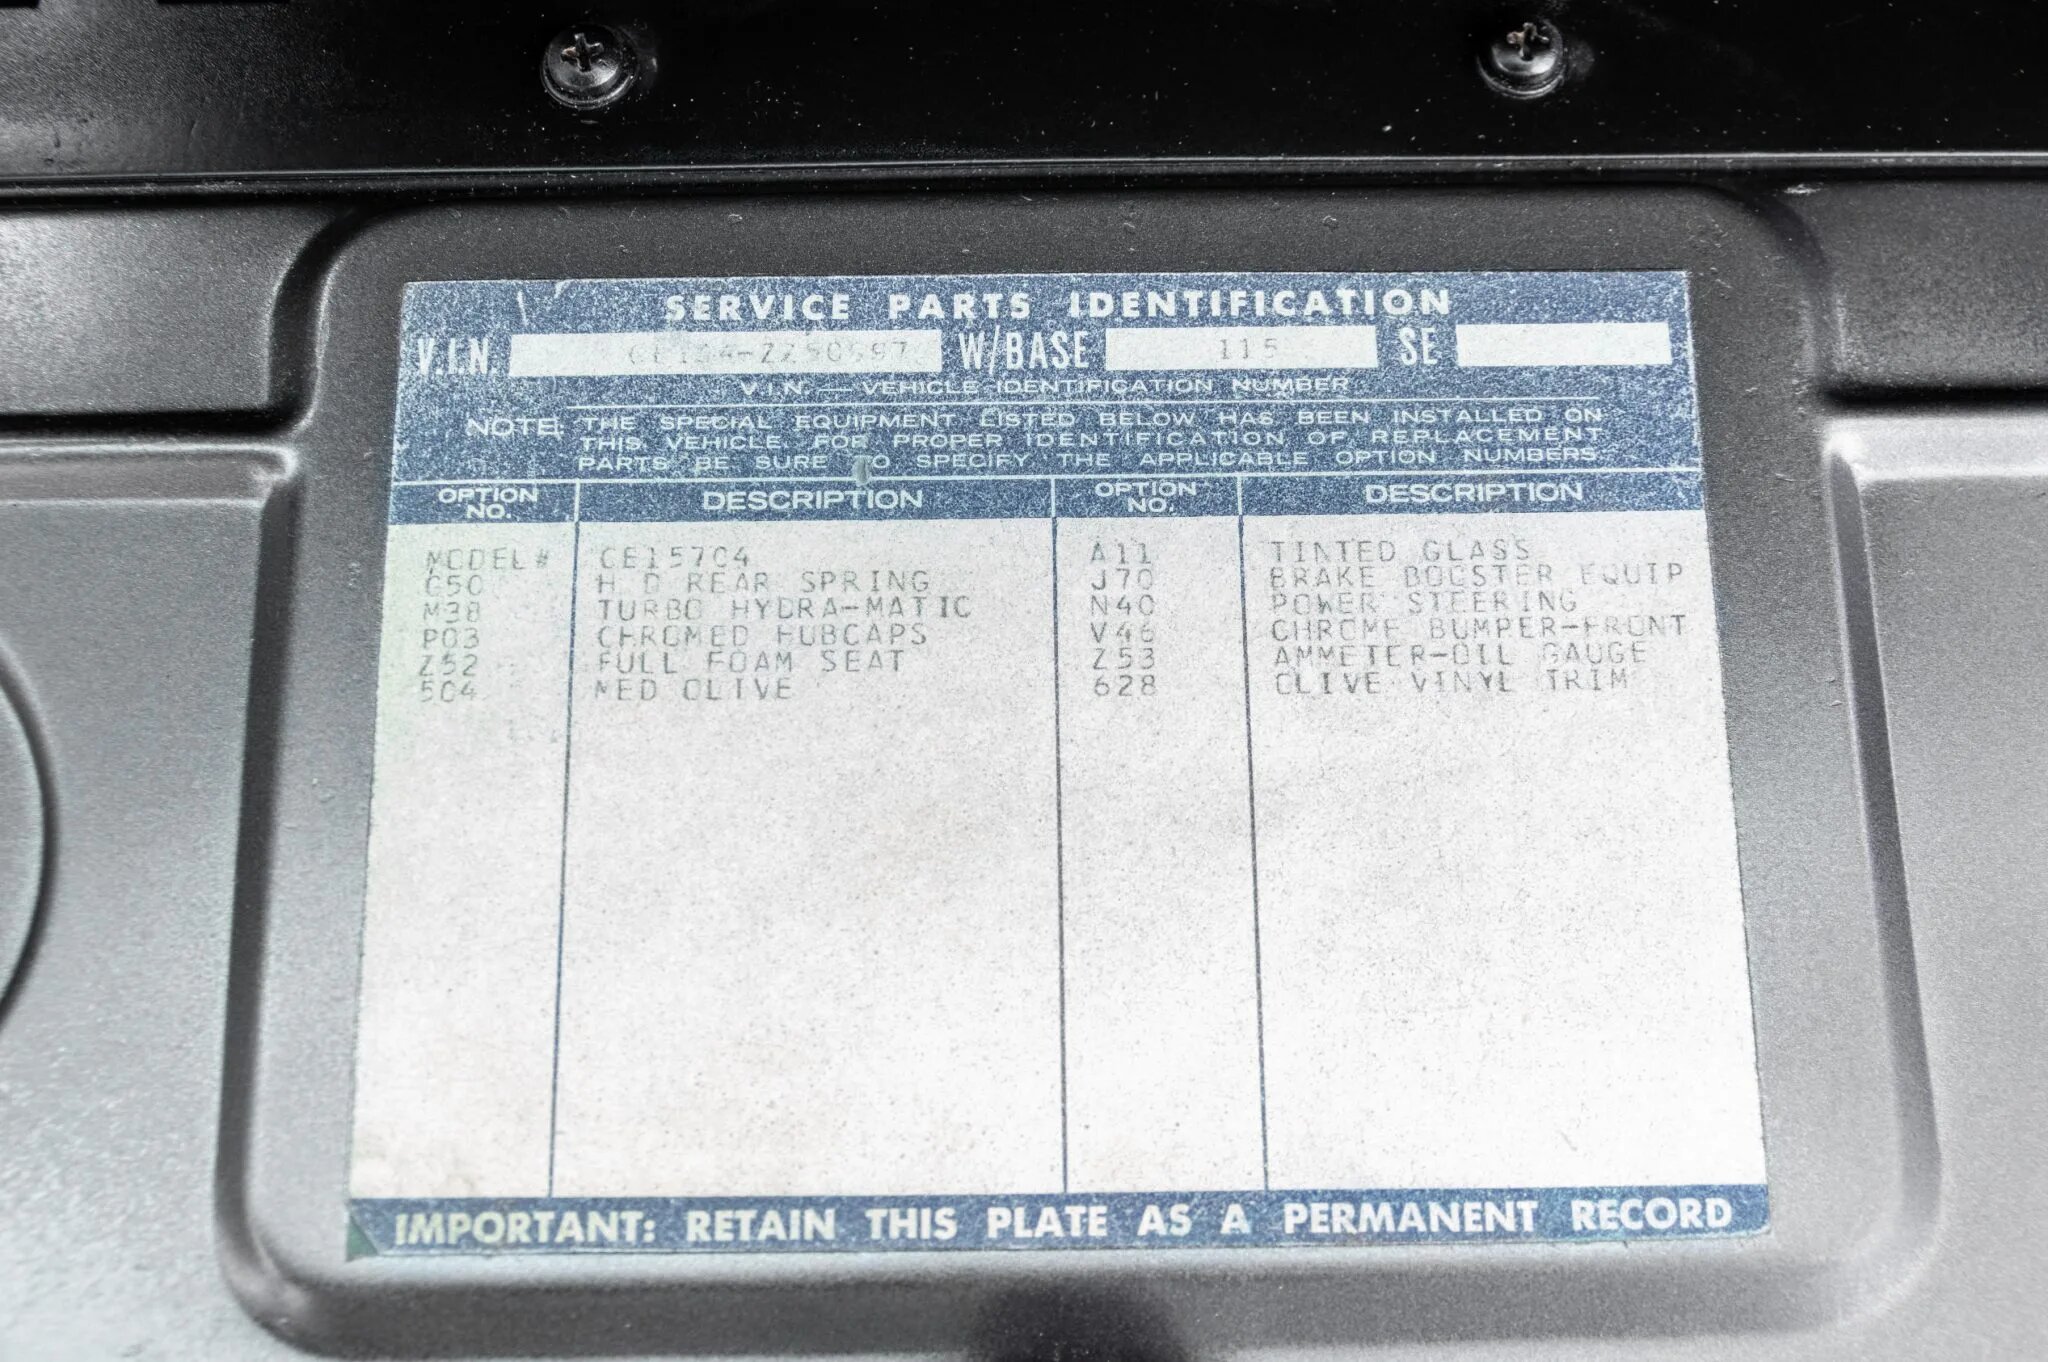 SERVICE PARTS IDENTIFICATION
V.I.N. W/BASE 115 SE
V.I.N. — VEHICLE IDENTIFICATION NUMBER
NOTE: THE SPECIAL EQUIPMENT LISTED BELOW HAS BEEN INSTALLED ON
THIS VEHICLE FOR PROPER IDENTIFICATION OF REPLACEMENT
PARTS BE SURE TO SPECIFY THE APPLICABLE OPTION NUMBERS.
OPTION NO. DESCRIPTION OPTION NO. DESCRIPTION
MODEL# CE15704 A11 TINTED GLASS
G50 H D REAR SPRING J70 BRAKE BOOSTER EQUIP
M38 TURBO HYDRA-MATIC N40 POWER STEERING
P03 CHROMED HUBCAPS V46 CHROME BUMPER-FRONT
Z52 FULL FOAM SEAT Z53 AMMETER-OIL GAUGE
504 MED OLIVE 628 OLIVE VINYL TRIM
IMPORTANT: RETAIN THIS PLATE AS A PERMANENT RECORD